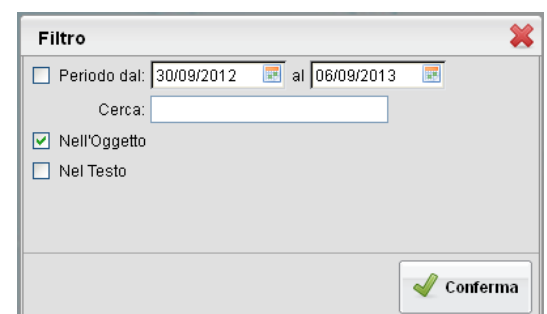 Filtro
Periodo dal: 30/09/2012 al 06/09/2013
Cerca:
Nell'Oggetto
Nel Testo
Conferma